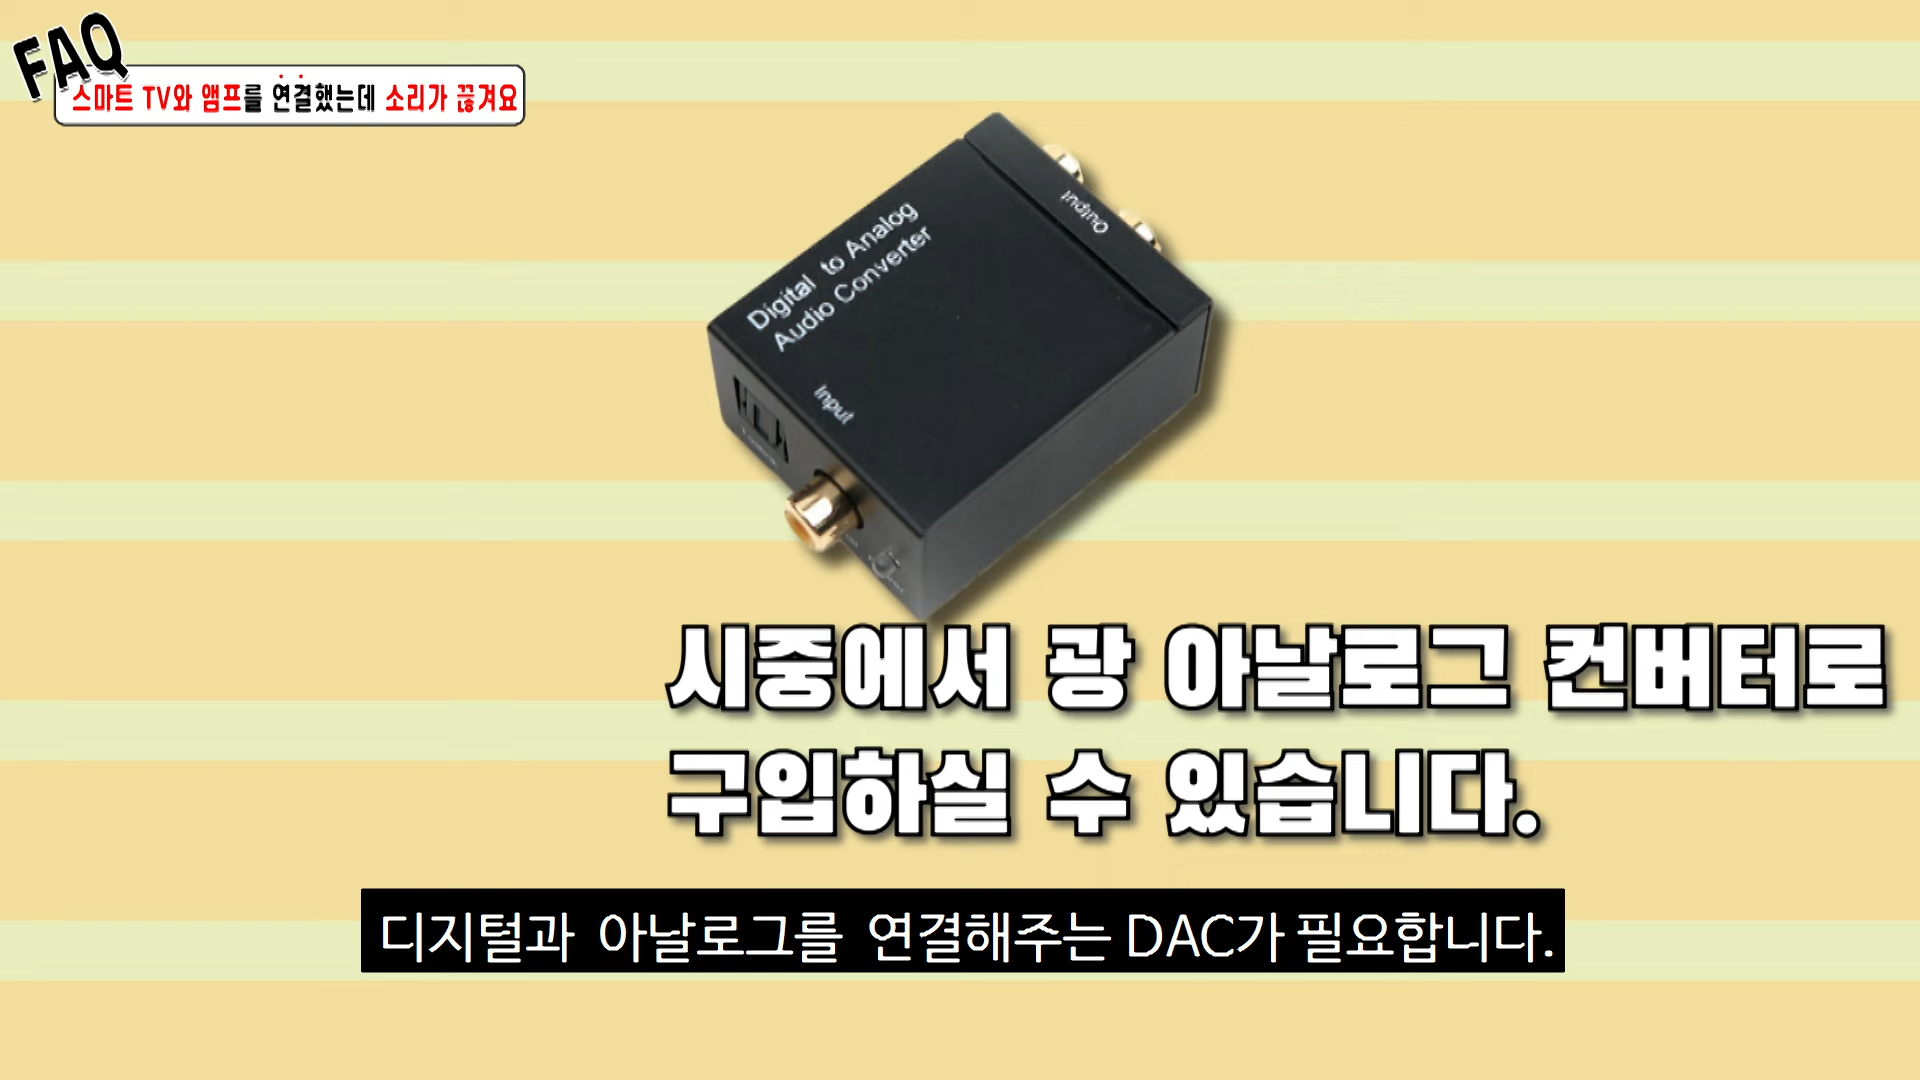 FAQ
스마트 TV와 앰프를 연결했는데 소리가 끊겨요
Output
Digital to Analog
Audio Converter
Input
시중에서 광 아날로그 컨버터로
구입하실 수 있습니다.
디지털과 아날로그를 연결해주는 DAC가 필요합니다.